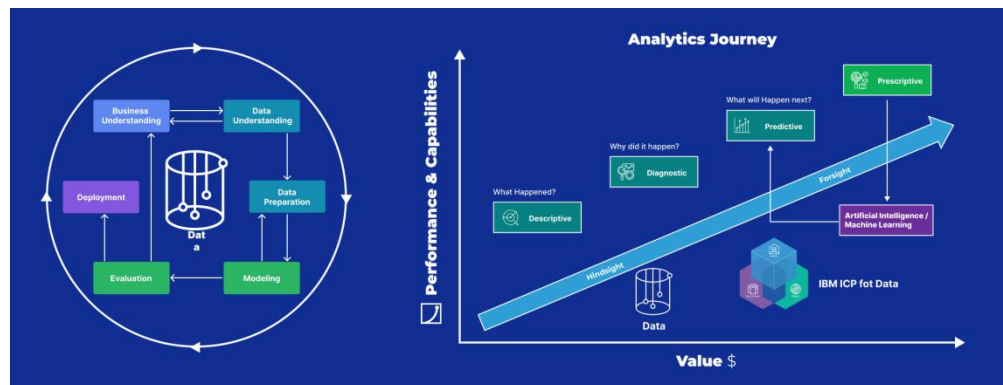 Business
Understanding
Data
Understanding
Deployment
Data
Preparation
Dat
a
Evaluation
Modeling
Analytics Journey
Performance & Capabilities
Prescriptive
What will Happen next?
Predictive
Why did it happen?
Diagnostic
What Happened?
Descriptive
Forsight
Hindsight
Artificial Intelligence /
Machine Learning
IBM ICP fot Data
Data
Value $